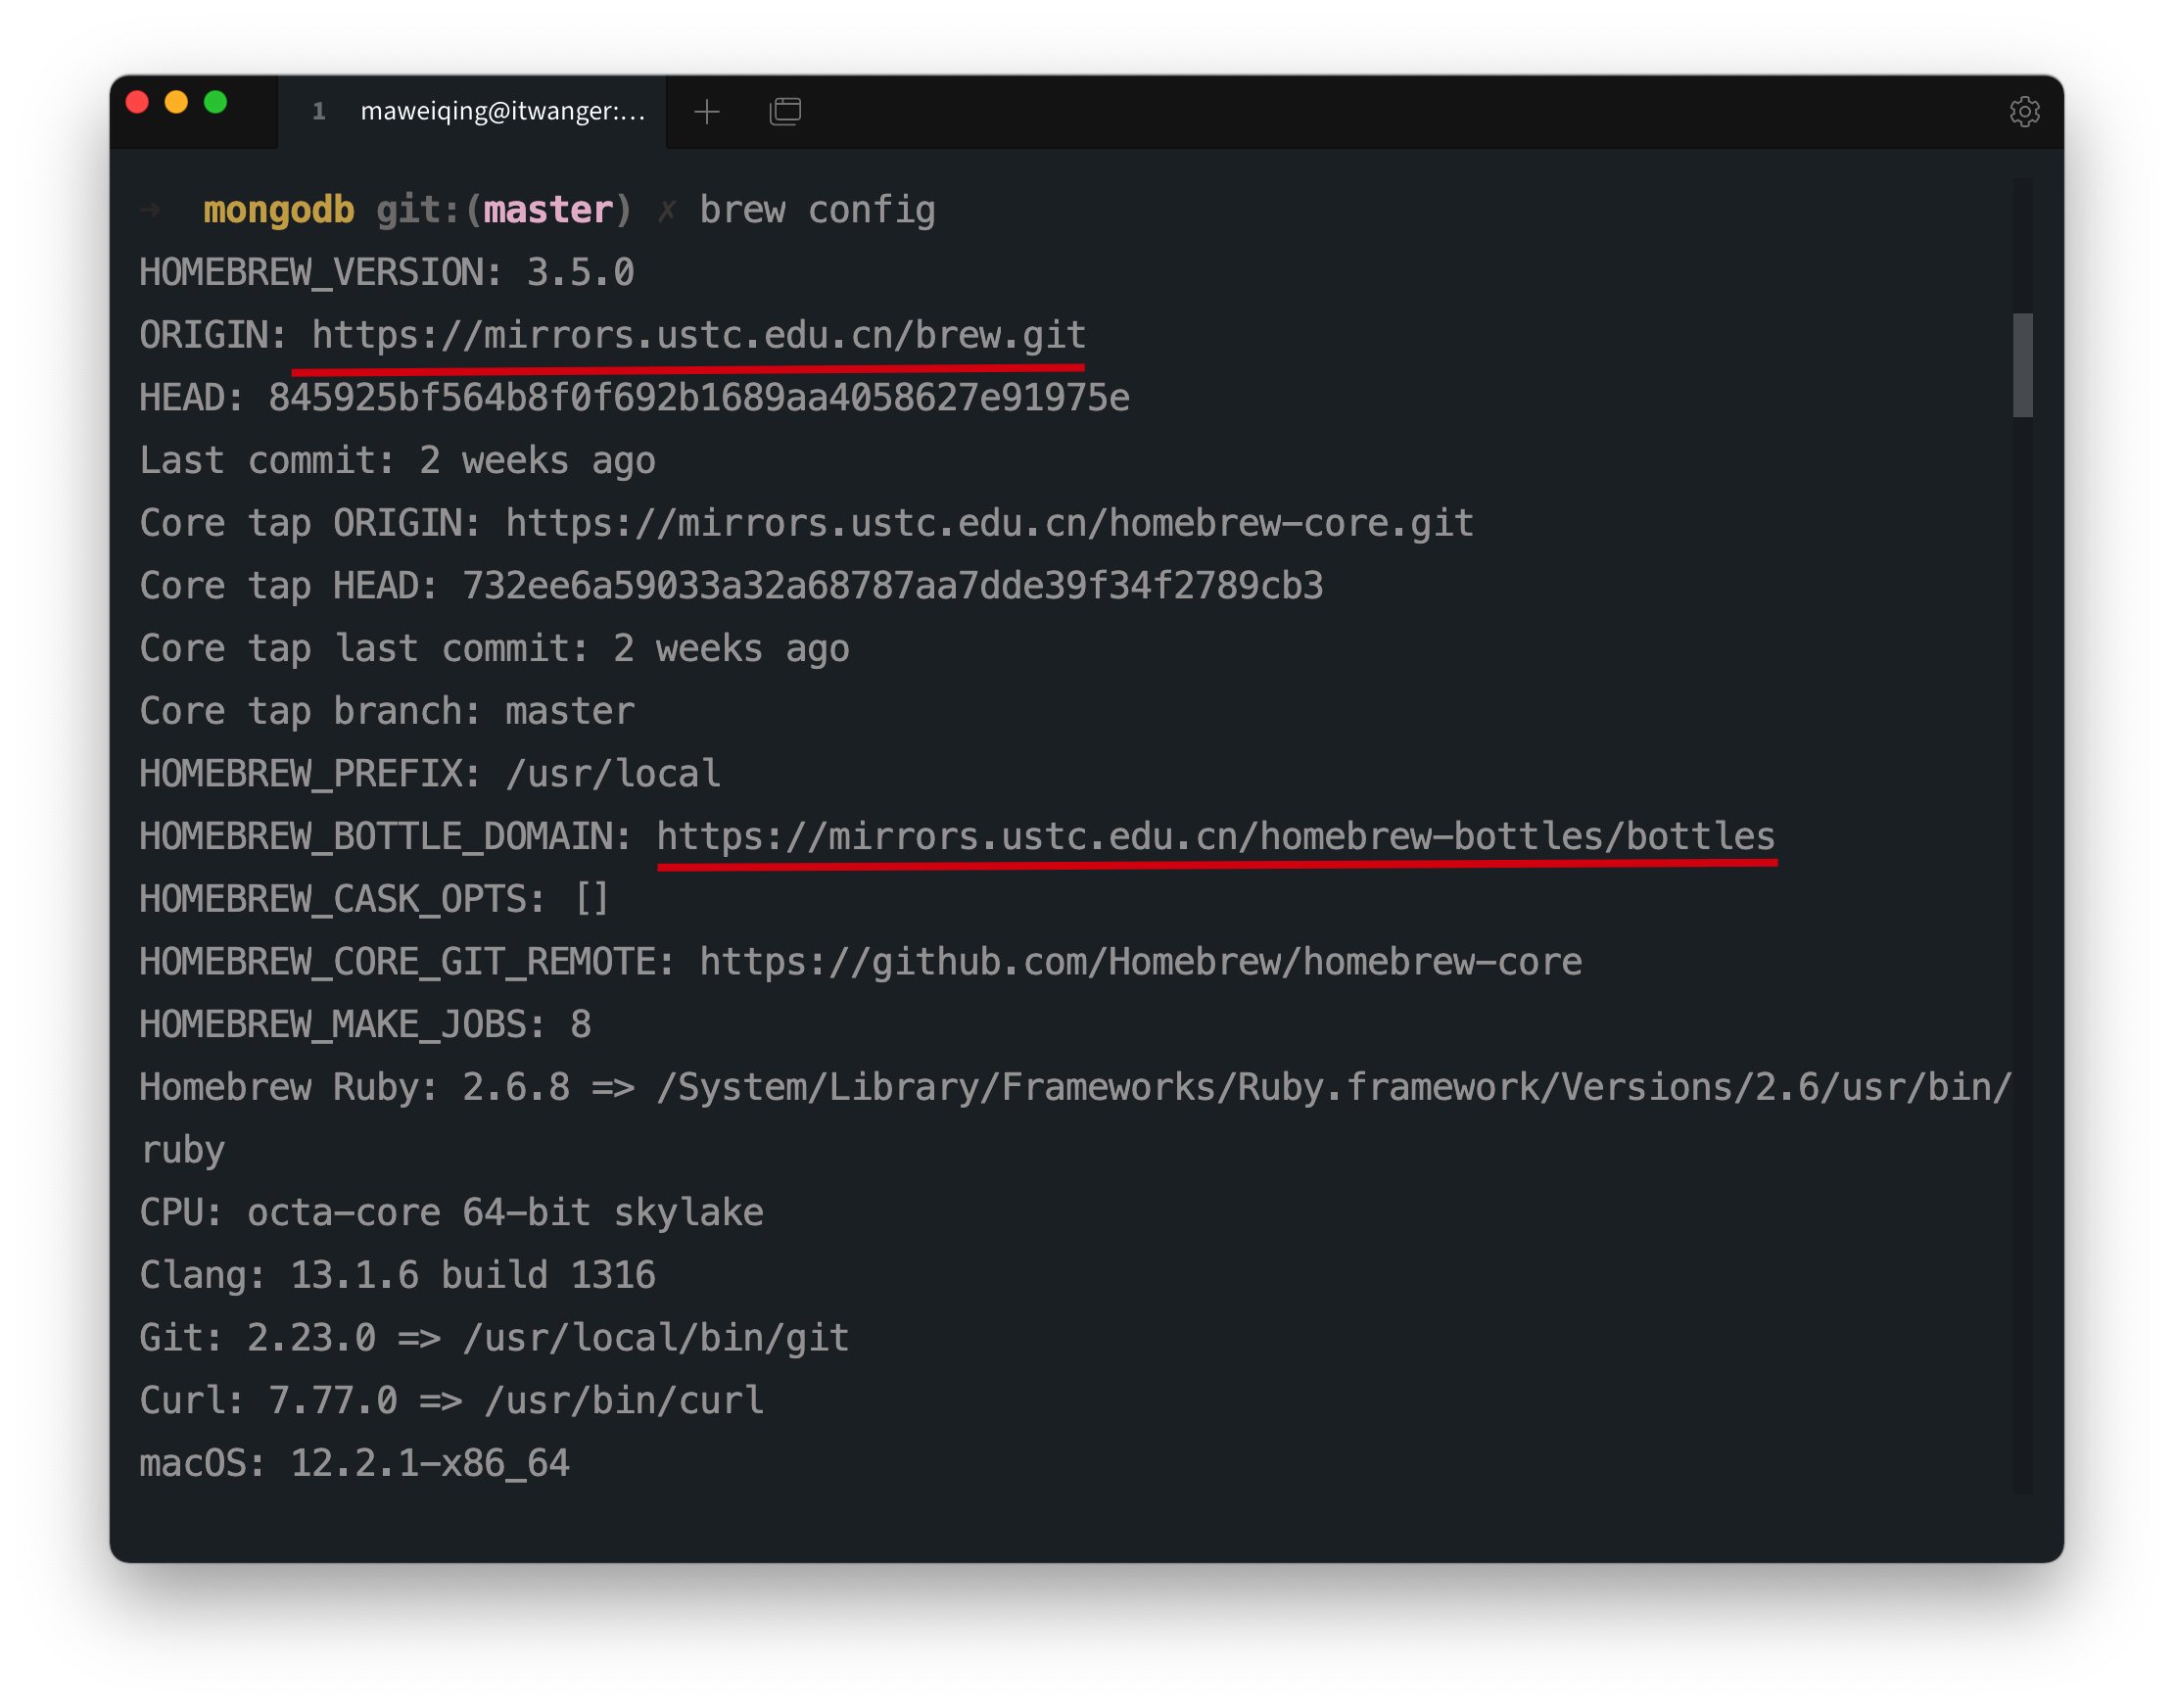 1 maweiqing@itwanger:...
→ mongodb git:(master) ✗ brew config
HOMEBREW_VERSION: 3.5.0
ORIGIN: https://mirrors.ustc.edu.cn/brew.git
HEAD: 845925bf564b8f0f692b1689aa4058627e91975e
Last commit: 2 weeks ago
Core tap ORIGIN: https://mirrors.ustc.edu.cn/homebrew-core.git
Core tap HEAD: 732ee6a59033a32a68787aa7dde39f34f2789cb3
Core tap last commit: 2 weeks ago
Core tap branch: master
HOMEBREW_PREFIX: /usr/local
HOMEBREW_BOTTLE_DOMAIN: https://mirrors.ustc.edu.cn/homebrew-bottles/bottles
HOMEBREW_CASK_OPTS: []
HOMEBREW_CORE_GIT_REMOTE: https://github.com/Homebrew/homebrew-core
HOMEBREW_MAKE_JOBS: 8
Homebrew Ruby: 2.6.8 => /System/Library/Frameworks/Ruby.framework/Versions/2.6/usr/bin/
ruby
CPU: octa-core 64-bit skylake
Clang: 13.1.6 build 1316
Git: 2.23.0 => /usr/local/bin/git
Curl: 7.77.0 => /usr/bin/curl
macOS: 12.2.1-x86_64